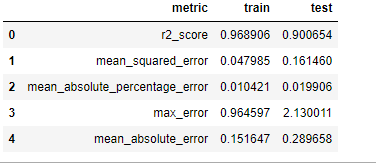 metric train test
0 r2_score 0.968906 0.900654
1 mean_squared_error 0.047985 0.161460
2 mean_absolute_percentage_error 0.010421 0.019906
3 max_error 0.964597 2.130011
4 mean_absolute_error 0.151647 0.289658